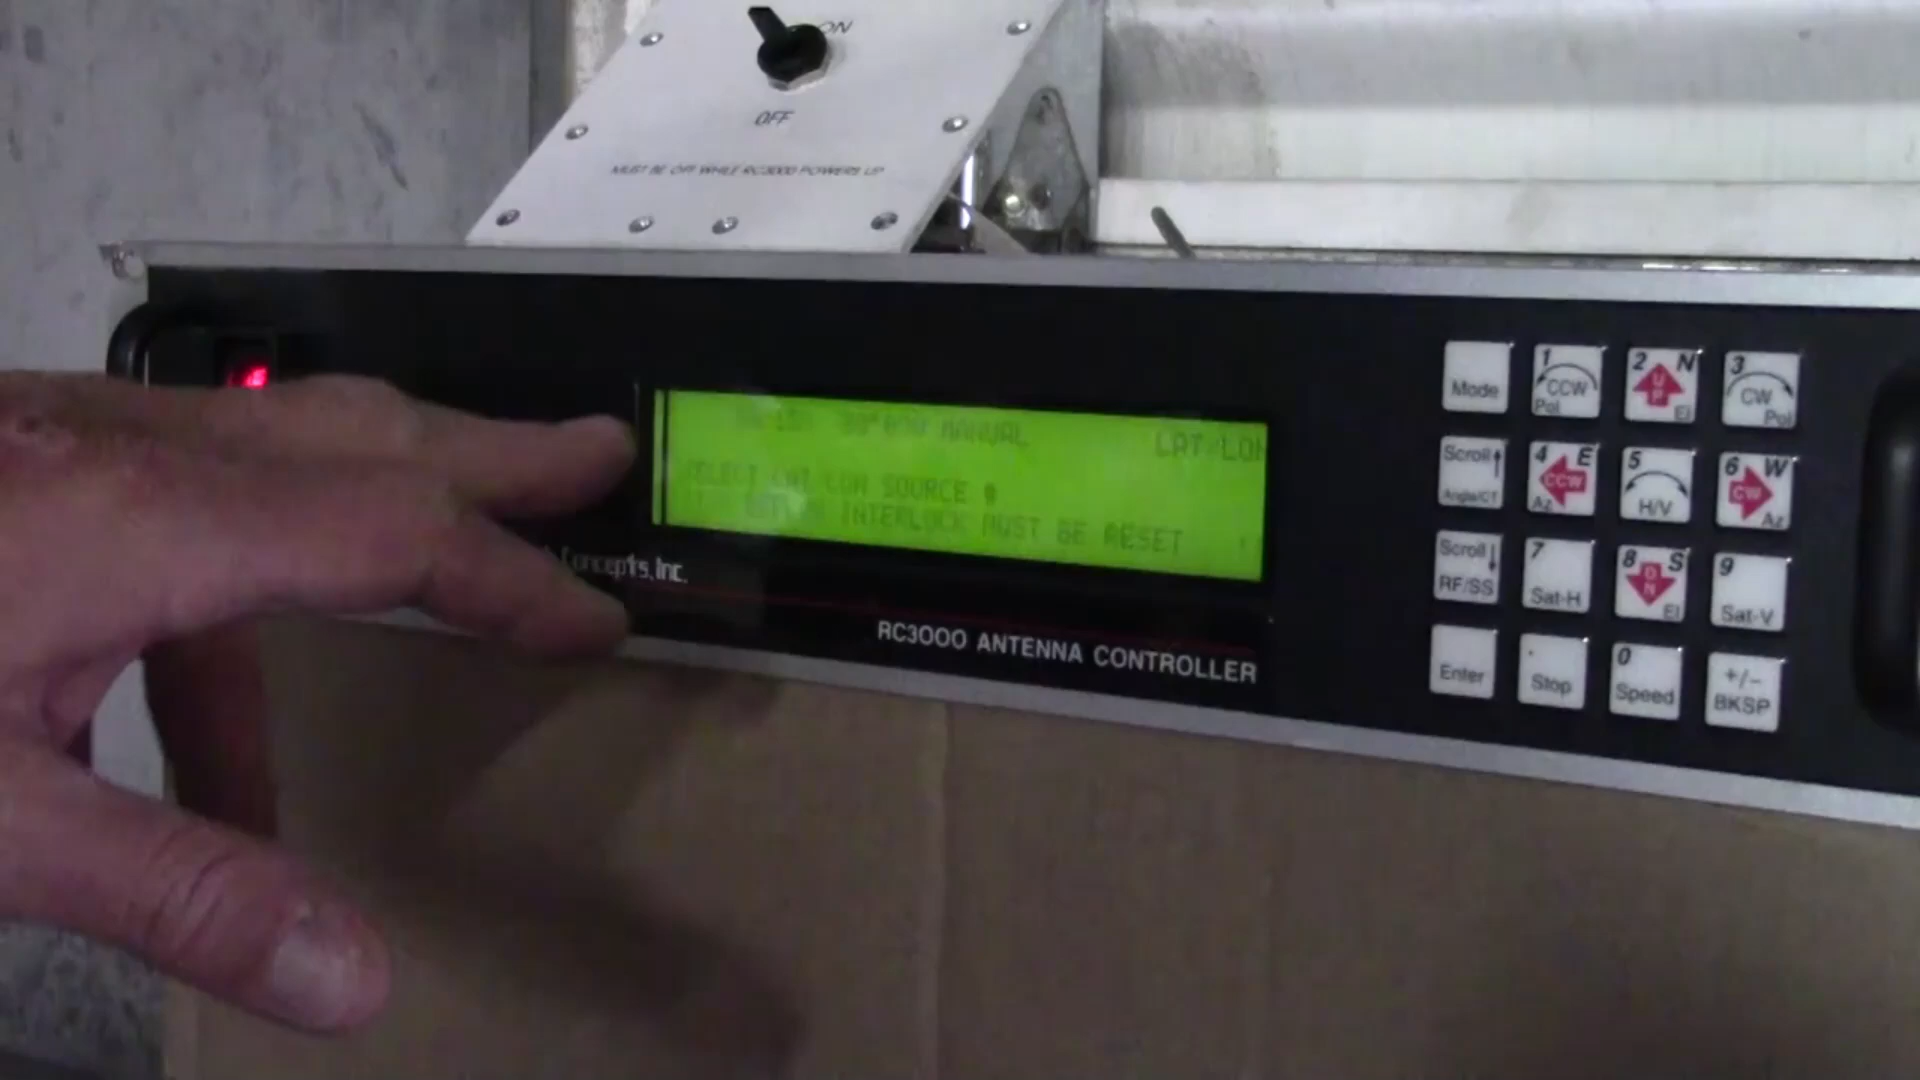 ON
OFF
MUST BE OFF WHILE RC3000 POWERS UP
MANUAL LAT/LON
SOURCE
INTERLOCK MUST BE RESET
Concepts, Inc.
RC3000 ANTENNA CONTROLLER
Mode
1 CCW Pol
2 N UP El
3 CW Pol
Scroll Angle/CT
4 E CCW Az
5 H/V
6 W CW Az
Scroll RF/SS
7 Sat-H
8 S DN El
9 Sat-V
Enter
. Stop
0 Speed
+/- BKSP